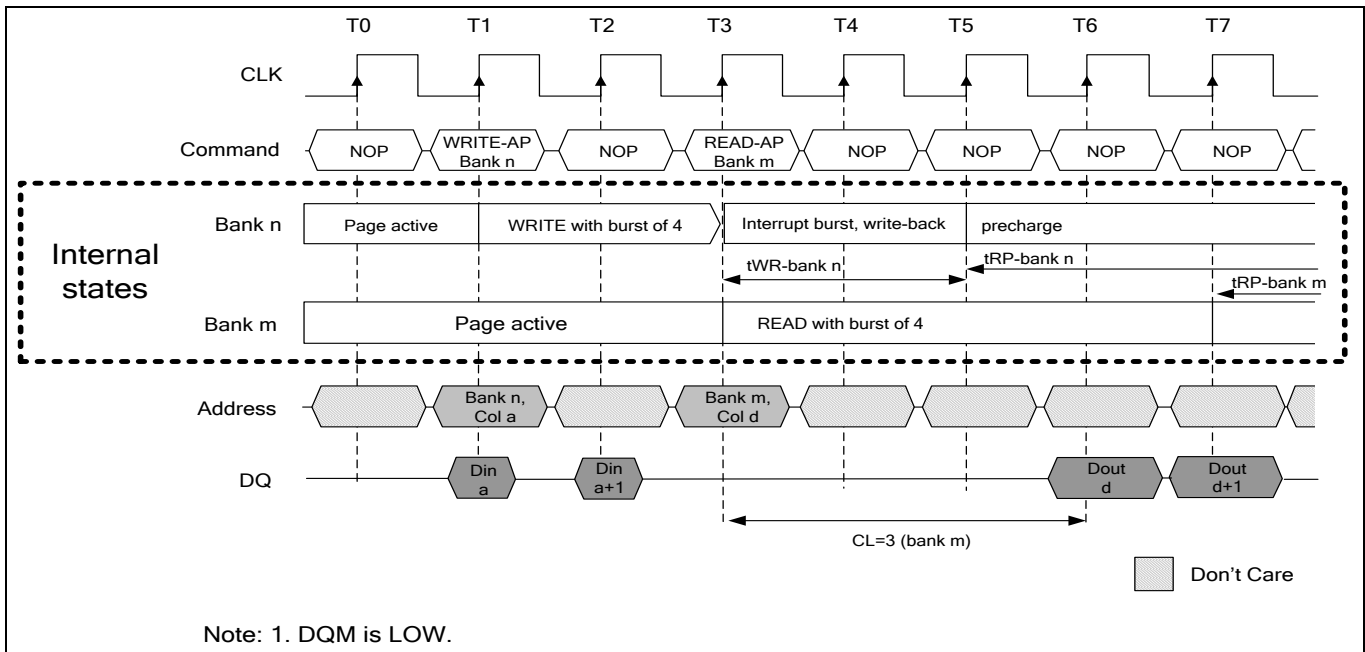 T0 T1 T2 T3 T4 T5 T6 T7
CLK
Command NOP WRITE-AP Bank n NOP READ-AP Bank m NOP NOP NOP NOP
Internal states
Bank n Page active WRITE with burst of 4 Interrupt burst, write-back precharge
tWR-bank n tRP-bank n
tRP-bank m
Bank m Page active READ with burst of 4
Address Bank n, Col a Bank m, Col d
DQ Din a Din a+1 Dout d Dout d+1
CL=3 (bank m)
Don't Care
Note: 1. DQM is LOW.